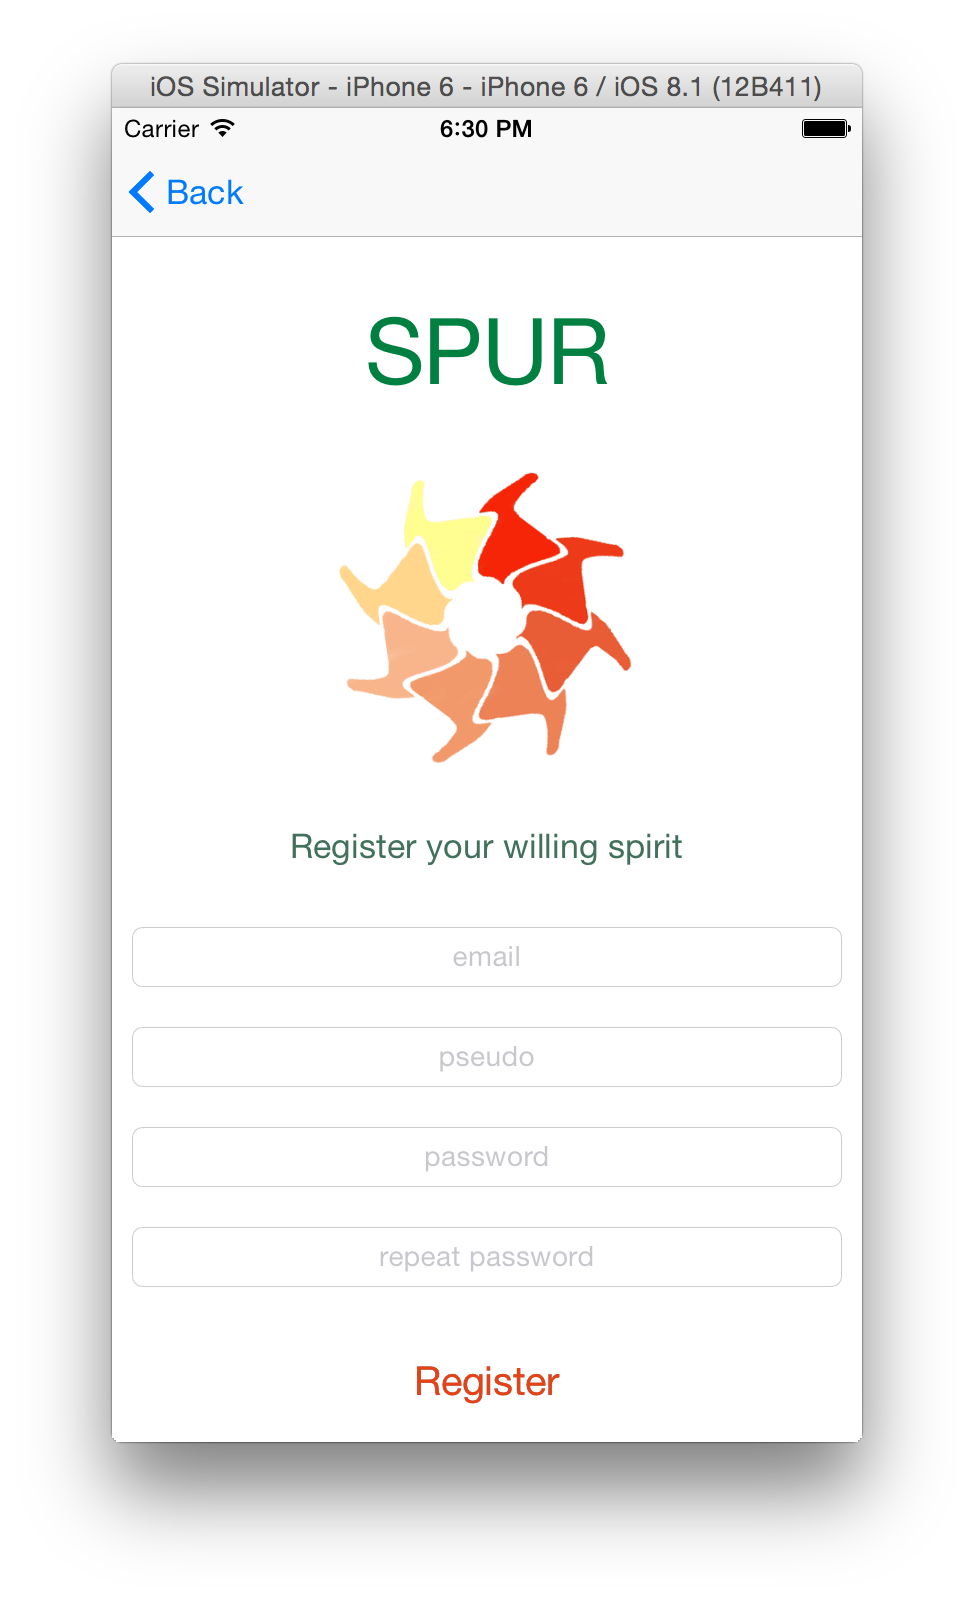 iOS Simulator - iPhone 6 - iPhone 6 / iOS 8.1 (12B411)
Carrier 6:30 PM
Back
SPUR
Register your willing spirit
email
pseudo
password
repeat password
Register